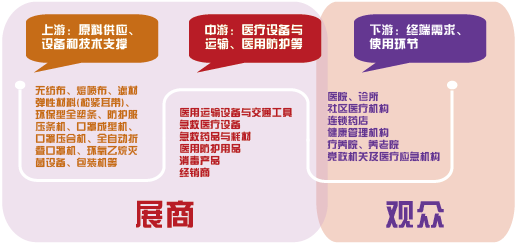 上游：原料供应、
设备和技术支撑
无纺布、熔喷布、滤材
弹性材料(松紧耳带)、
环保型全塑条、防护服
压条机、口罩成型机、
口罩压合机、全自动折
叠口罩机、环氧乙烷灭
菌设备、包装机等
中游：医疗设备与
运输、医用防护等
医用运输设备与交通工具
急救医疗设备
急救药品与耗材
医用防护用品
消毒产品
经销商
下游：终端需求、
使用环节
医院、诊所
社区医疗机构
连锁药店
健康管理机构
疗养院、养老院
党政机关及医疗应急机构
展商
观众